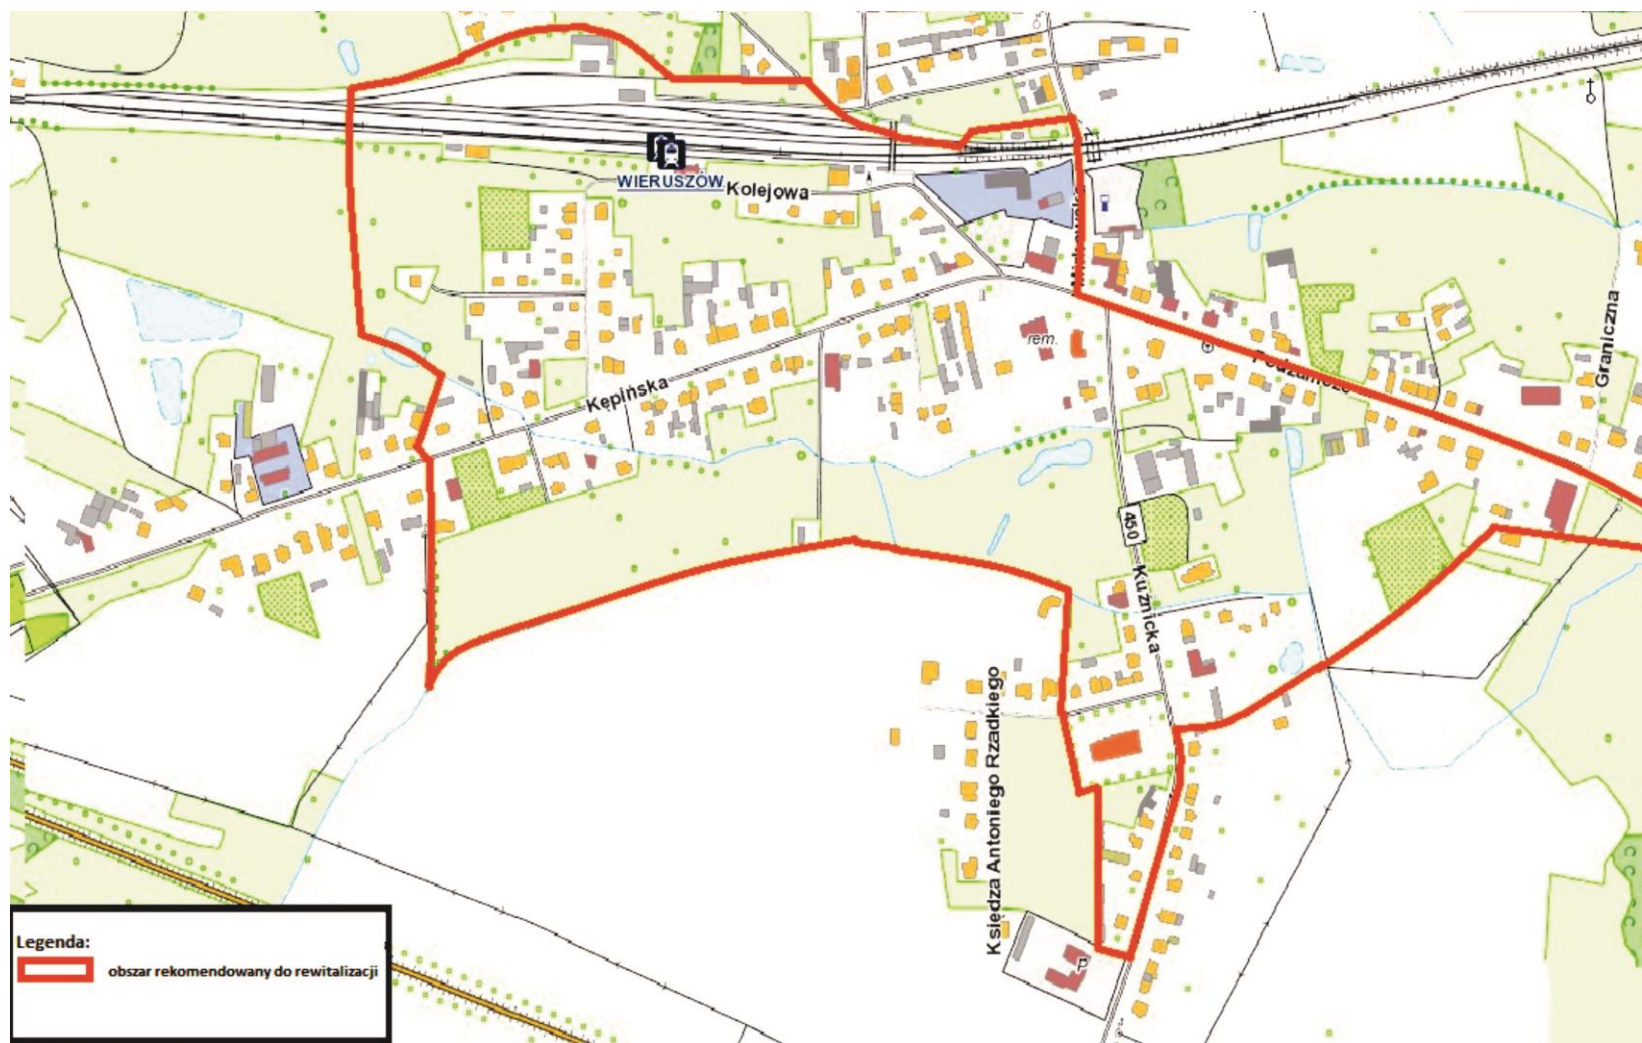 WIERUSZÓW
Kolejowa
Kępińska
rem.
Graniczna
450
Kuźnicka
Księdza Antoniego Rzadkiego
P
Legenda:
obszar rekomendowany do rewitalizacji